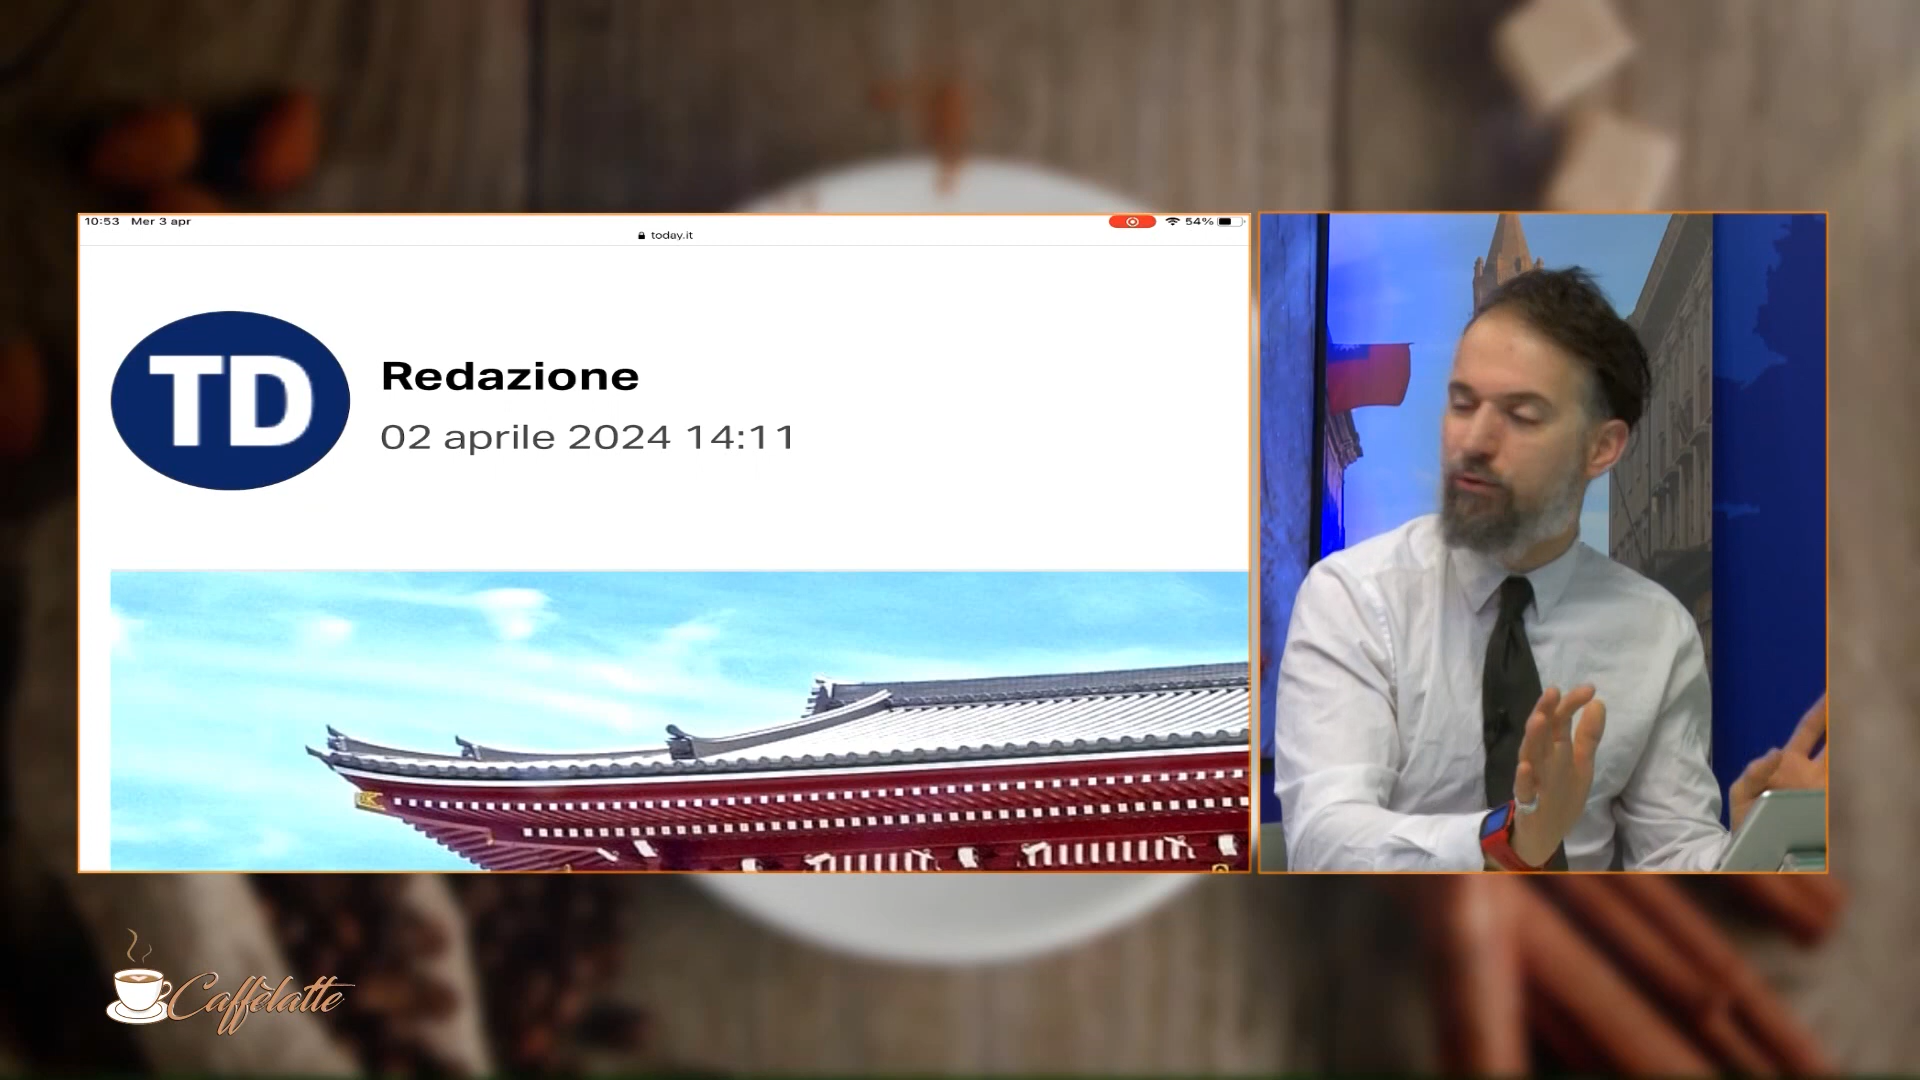 10:53 Mer 3 apr
54%
today.it
TD
Redazione
02 aprile 2024 14:11
Caffèlatte